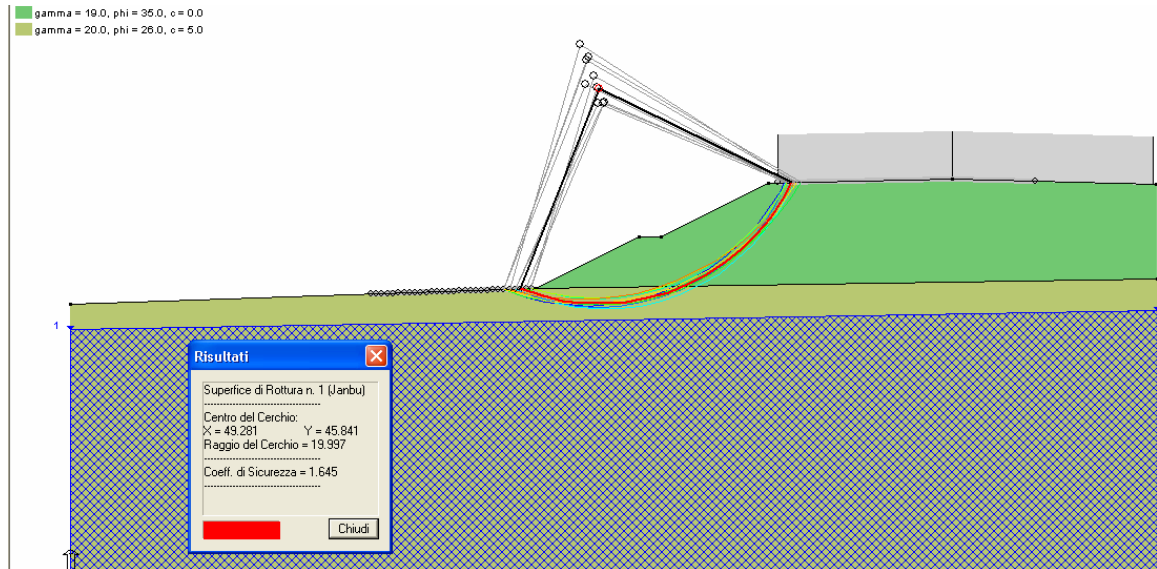 gamma = 19.0, phi = 35.0, c = 0.0
gamma = 20.0, phi = 26.0, c = 5.0
1
Risultati
Superfice di Rottura n. 1 (Janbu)
Centro del Cerchio:
X = 49.281 Y = 45.841
Raggio del Cerchio = 19.997
Coeff. di Sicurezza = 1.645
Chiudi